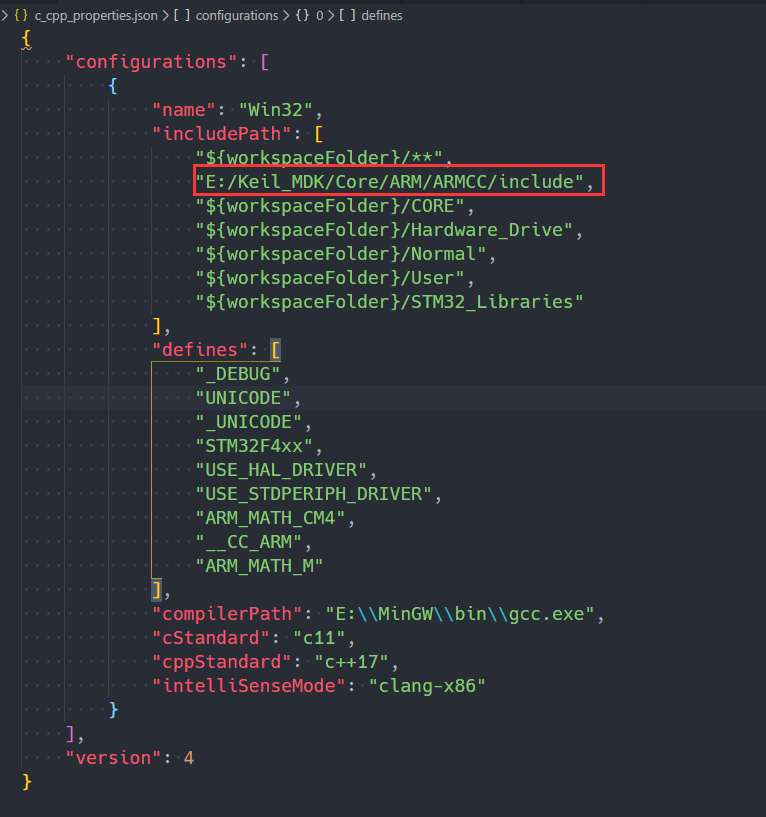 > {} c_cpp_properties.json > [ ] configurations > {} 0 > [ ] defines
{
    "configurations": [
        {
            "name": "Win32",
            "includePath": [
                "${workspaceFolder}/**",
                "E:/Keil_MDK/Core/ARM/ARMCC/include",
                "${workspaceFolder}/CORE",
                "${workspaceFolder}/Hardware_Drive",
                "${workspaceFolder}/Normal",
                "${workspaceFolder}/User",
                "${workspaceFolder}/STM32_Libraries"
            ],
            "defines": [
                "_DEBUG",
                "UNICODE",
                "_UNICODE",
                "STM32F4xx",
                "USE_HAL_DRIVER",
                "USE_STDPERIPH_DRIVER",
                "ARM_MATH_CM4",
                "__CC_ARM",
                "ARM_MATH_M"
            ],
            "compilerPath": "E:\\MinGW\\bin\\gcc.exe",
            "cStandard": "c11",
            "cppStandard": "c++17",
            "intelliSenseMode": "clang-x86"
        }
    ],
    "version": 4
}